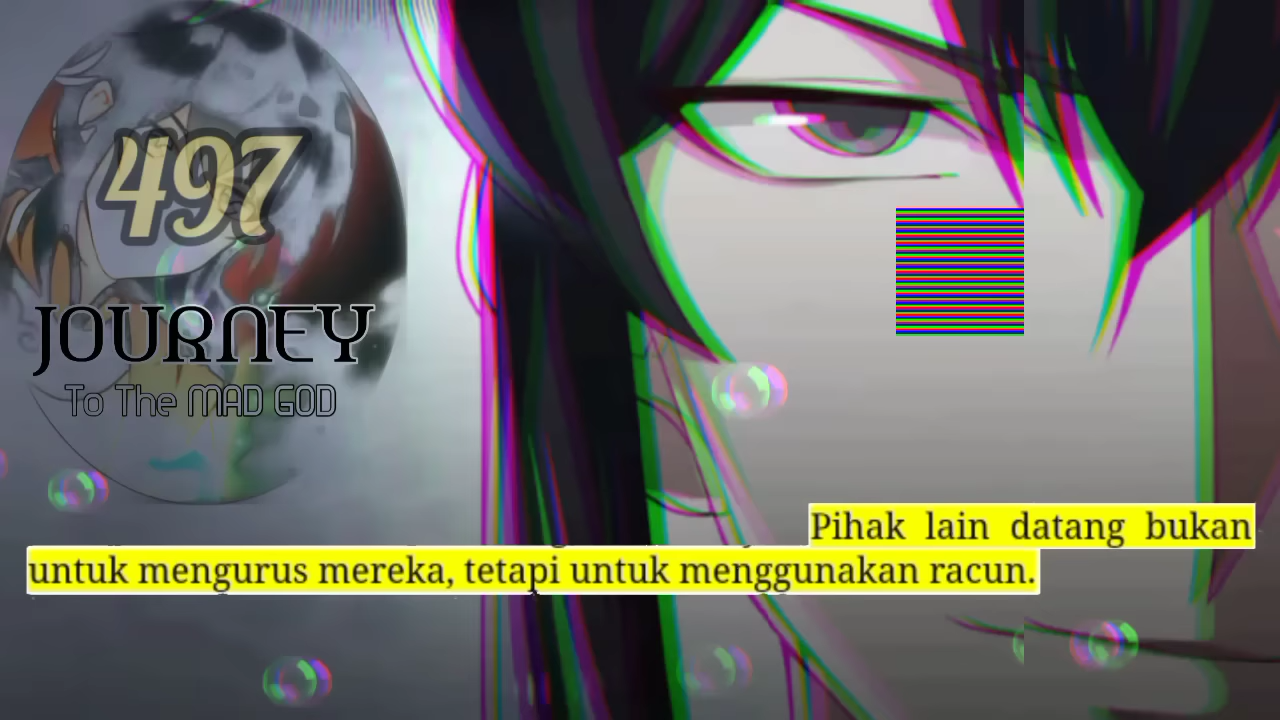 497
JOURNEY
To The MAD GOD
Pihak lain datang bukan
untuk mengurus mereka, tetapi untuk menggunakan racun.